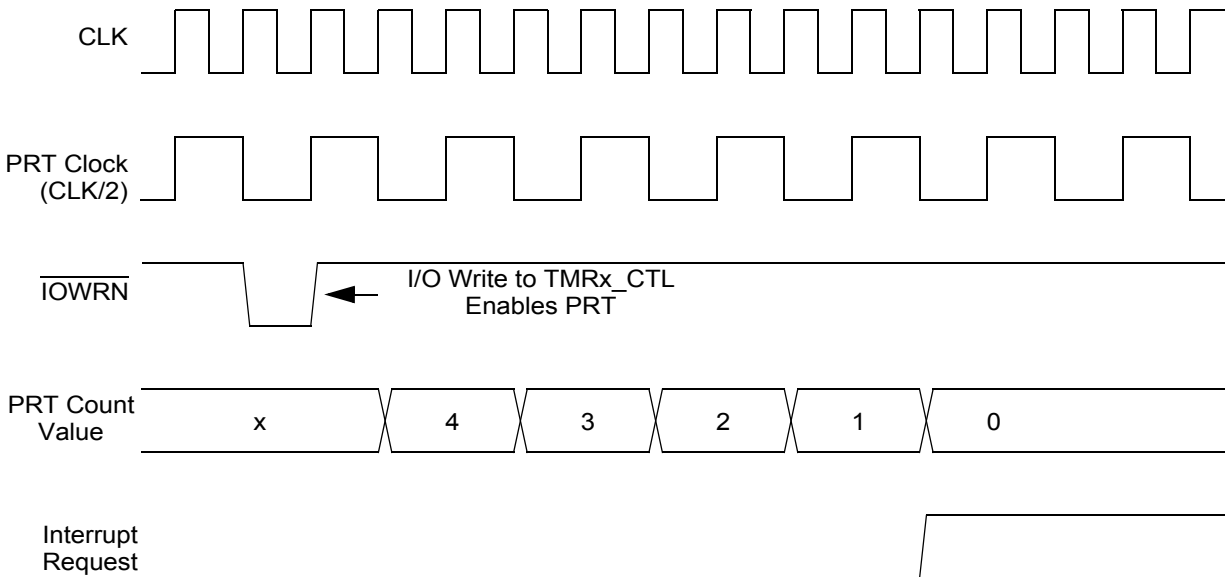 CLK
PRT Clock
(CLK/2)
IOWRN
I/O Write to TMRx_CTL
Enables PRT
PRT Count
Value
x 4 3 2 1 0
Interrupt
Request